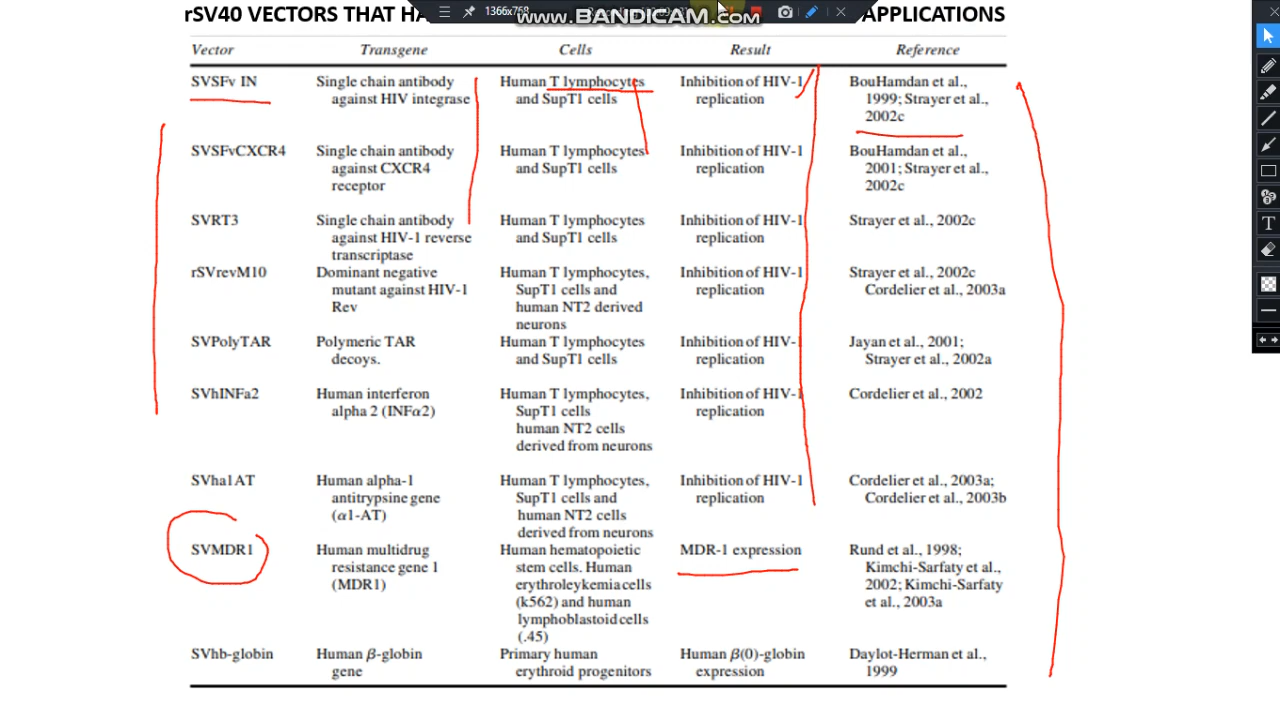 rSV40 VECTORS THAT HA
1366x768
www.BANDICAM.com
APPLICATIONS
Vector Transgene Cells Result Reference
SVSFv IN Single chain antibody Human T lymphocytes Inhibition of HIV-1 BouHamdan et al.,
against HIV integrase and SupT1 cells replication 1999; Strayer et al.,
2002c
SVSFvCXCR4 Single chain antibody Human T lymphocytes Inhibition of HIV-1 BouHamdan et al.,
against CXCR4 and SupT1 cells replication 2001; Strayer et al.,
receptor 2002c
SVRT3 Single chain antibody Human T lymphocytes Inhibition of HIV-1 Strayer et al., 2002c
against HIV-1 reverse and SupT1 cells replication
transcriptase
rSVrevM10 Dominant negative Human T lymphocytes, Inhibition of HIV-1 Strayer et al., 2002c
mutant against HIV-1 SupT1 cells and replication Cordelier et al., 2003a
Rev human NT2 derived
neurons
SVPolyTAR Polymeric TAR Human T lymphocytes Inhibition of HIV-1 Jayan et al., 2001;
decoys. and SupT1 cells replication Strayer et al., 2002a
SVhINFa2 Human interferon Human T lymphocytes, Inhibition of HIV-1 Cordelier et al., 2002
alpha 2 (INFα2) SupT1 cells replication
human NT2 cells
derived from neurons
SVha1AT Human alpha-1 Human T lymphocytes, Inhibition of HIV-1 Cordelier et al., 2003a;
antitrypsine gene SupT1 cells and replication Cordelier et al., 2003b
(α1-AT) human NT2 cells
derived from neurons
SVMDR1 Human multidrug Human hematopoietic MDR-1 expression Rund et al., 1998;
resistance gene 1 stem cells. Human Kimchi-Sarfaty et al.,
(MDR1) erythroleykemia cells 2002; Kimchi-Sarfaty
(k562) and human et al., 2003a
lymphoblastoid cells
(.45)
SVhb-globin Human β-globin Primary human Human β(0)-globin Daylot-Herman et al.,
gene erythroid progenitors expression 1999